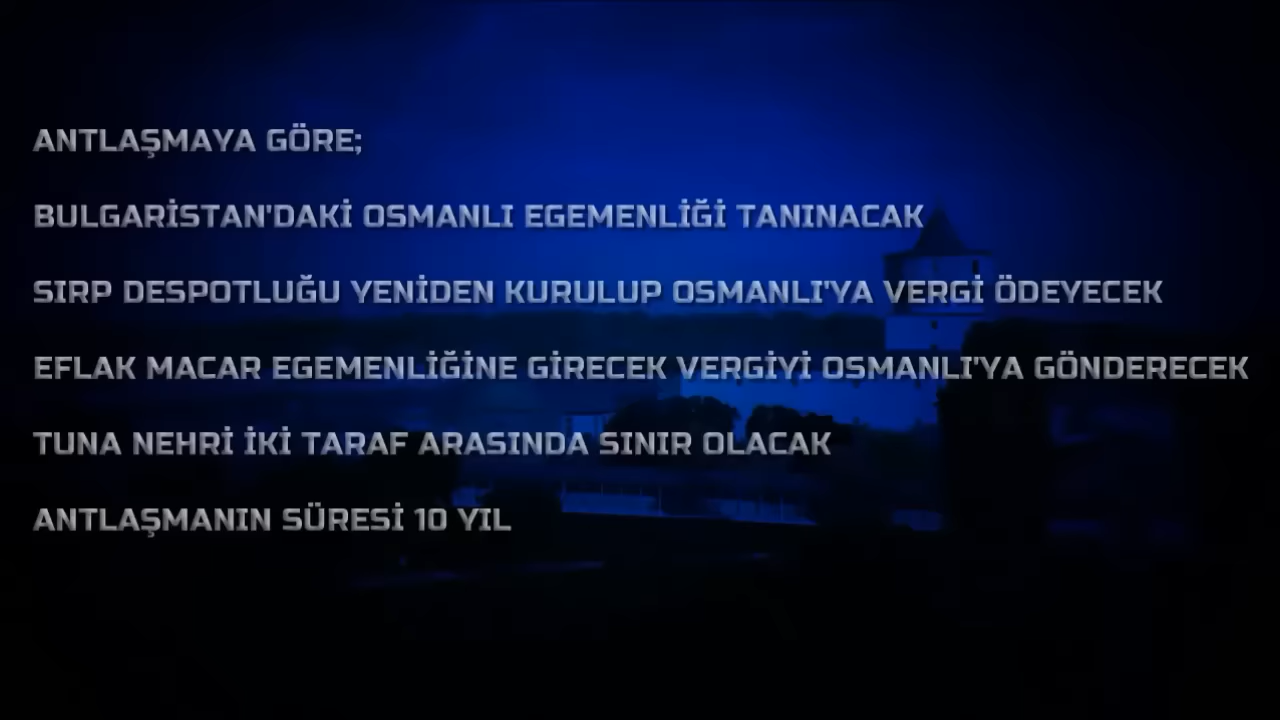 ANTLAŞMAYA GÖRE;
BULGARİSTAN'DAKİ OSMANLI EGEMENLİĞİ TANINACAK
SIRP DESPOTLUĞU YENİDEN KURULUP OSMANLI'YA VERGİ ÖDEYECEK
EFLAK MACAR EGEMENLİĞİNE GİRECEK VERGİYİ OSMANLI'YA GÖNDERECEK
TUNA NEHRİ İKİ TARAF ARASINDA SINIR OLACAK
ANTLAŞMANIN SÜRESİ 10 YIL